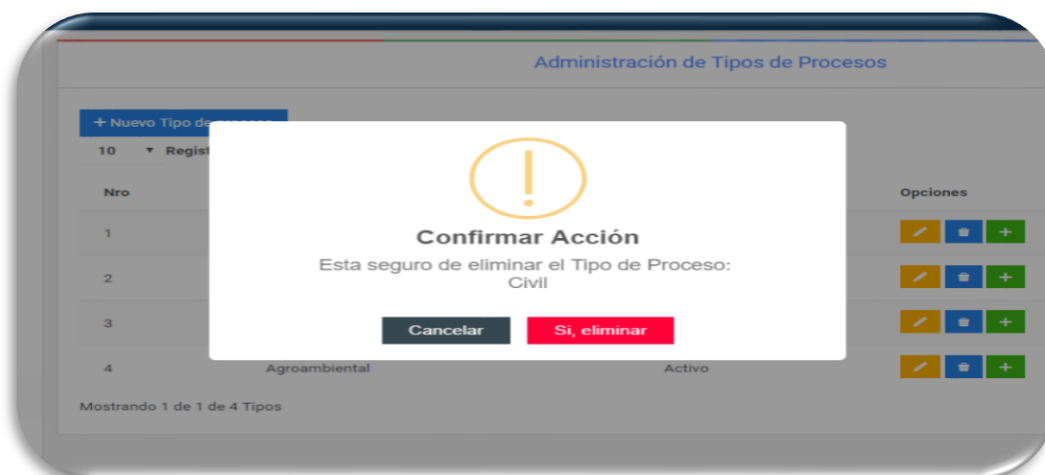 Administración de Tipos de Procesos
+ Nuevo Tipo de
10 Regist
Nro Opciones
1
2
3
4 Agroambiental Activo
Confirmar Acción
Esta seguro de eliminar el Tipo de Proceso:
Civil
Cancelar Si, eliminar
Mostrando 1 de 1 de 4 Tipos